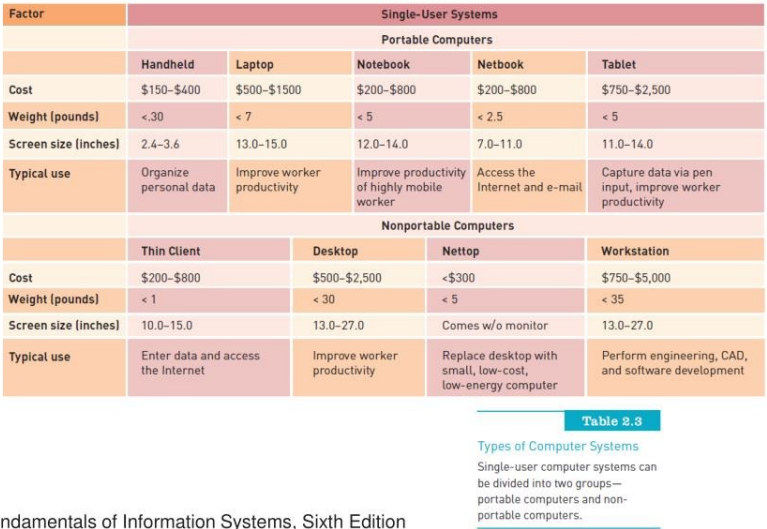 Factor Single-User Systems
Portable Computers
Handheld Laptop Notebook Netbook Tablet
Cost $150–$400 $500–$1500 $200–$800 $200–$800 $750–$2,500
Weight (pounds) <.30 < 7 < 5 < 2.5 < 5
Screen size (inches) 2.4–3.6 13.0–15.0 12.0–14.0 7.0–11.0 11.0–14.0
Typical use Organize Improve worker Improve productivity Access the Capture data via pen
personal data productivity of highly mobile Internet and e-mail input, improve worker
worker productivity
Nonportable Computers
Thin Client Desktop Nettop Workstation
Cost $200–$800 $500–$2,500 <$300 $750–$5,000
Weight (pounds) < 1 < 30 < 5 < 35
Screen size (inches) 10.0–15.0 13.0–27.0 Comes w/o monitor 13.0–27.0
Typical use Enter data and access Improve worker Replace desktop with Perform engineering, CAD,
the Internet productivity small, low-cost, and software development
low-energy computer
Table 2.3
Types of Computer Systems
Single-user computer systems can
be divided into two groups—
portable computers and non-
portable computers.
ndamentals of Information Systems, Sixth Edition